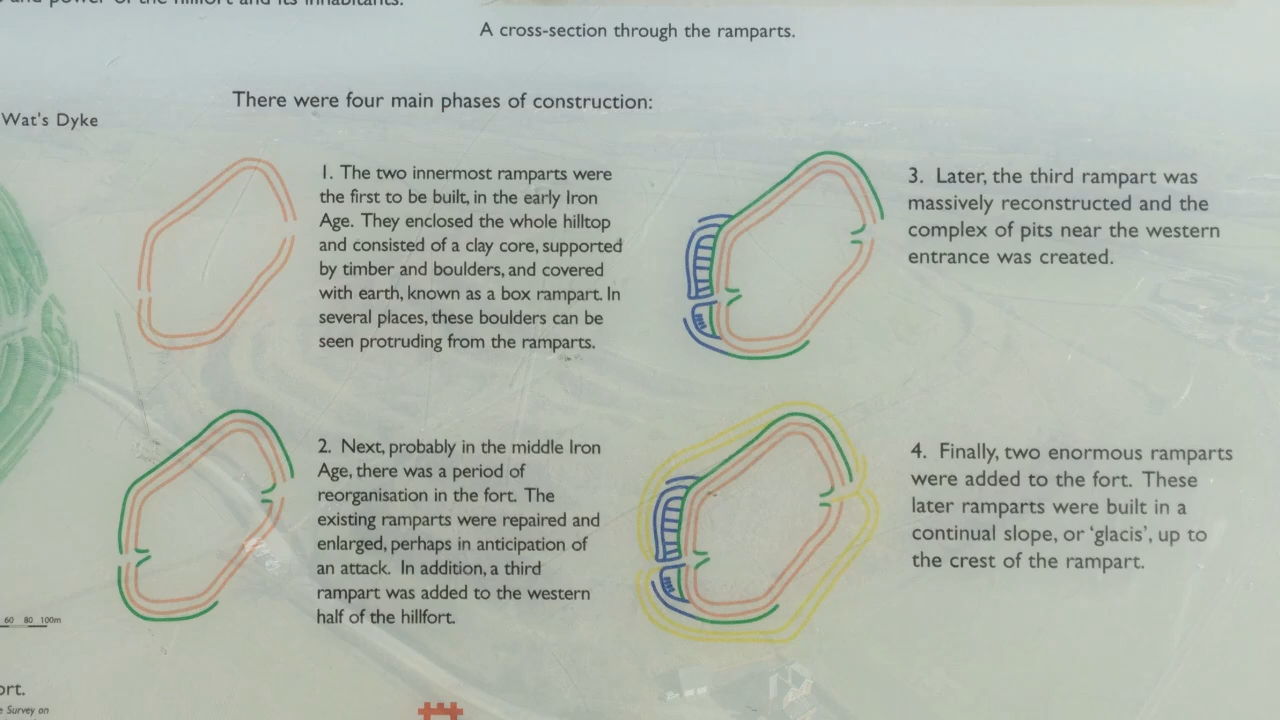 and power of the hillfort and its inhabitants.
A cross-section through the ramparts.
There were four main phases of construction:
Wat's Dyke
1. The two innermost ramparts were
the first to be built, in the early Iron
Age. They enclosed the whole hilltop
and consisted of a clay core, supported
by timber and boulders, and covered
with earth, known as a box rampart. In
several places, these boulders can be
seen protruding from the ramparts.
2. Next, probably in the middle Iron
Age, there was a period of
reorganisation in the fort. The
existing ramparts were repaired and
enlarged, perhaps in anticipation of
an attack. In addition, a third
rampart was added to the western
half of the hillfort.
3. Later, the third rampart was
massively reconstructed and the
complex of pits near the western
entrance was created.
4. Finally, two enormous ramparts
were added to the fort. These
later ramparts were built in a
continual slope, or 'glacis', up to
the crest of the rampart.
60 80 100m
ort.
Survey on